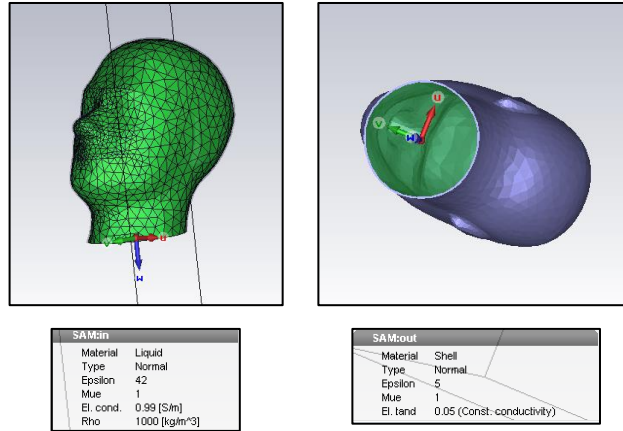 u
v
w
u
v
w
SAM:in
Material Liquid
Type Normal
Epsilon 42
Mue 1
El. cond. 0.99 [S/m]
Rho 1000 [kg/m^3]
SAM:out
Material Shell
Type Normal
Epsilon 5
Mue 1
El. tand 0.05 (Const. conductivity)